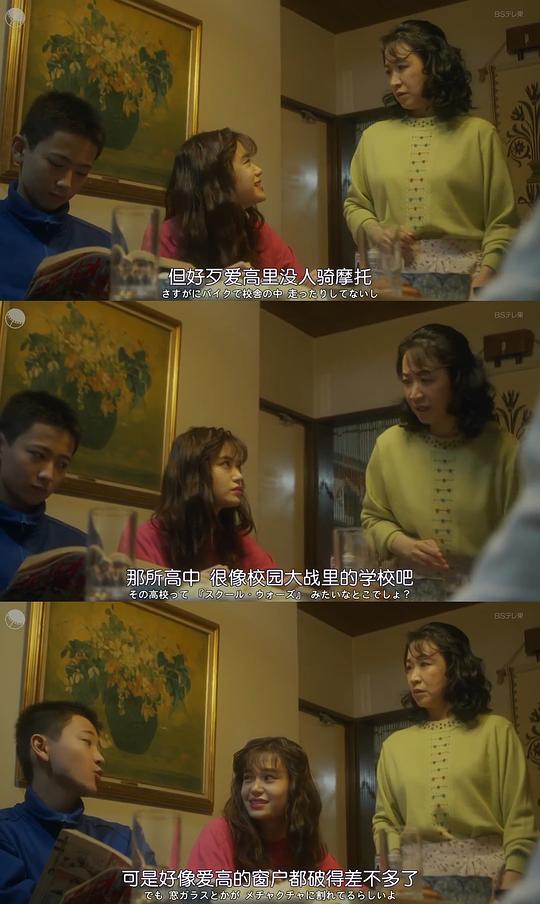 BSテレ東
但好歹爱高里没人骑摩托
さすがにバイクで校舎の中 走ったりしてないし
BSテレ東
那所高中 很像校园大战里的学校吧
その高校って 『スクール・ウォーズ』 みたいなとこでしょ?
BSテレ東
可是好像爱高的窗户都破得差不多了
でも 窓ガラスとかが メチャクチャに割れてるらしいよ